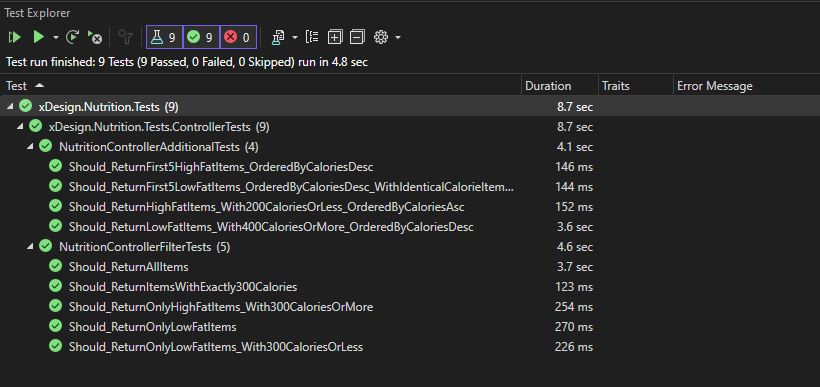 Test Explorer
9 9 0
Test run finished: 9 Tests (9 Passed, 0 Failed, 0 Skipped) run in 4.8 sec
Test Duration Traits Error Message
xDesign.Nutrition.Tests (9) 8.7 sec
xDesign.Nutrition.Tests.ControllerTests (9) 8.7 sec
NutritionControllerAdditionalTests (4) 4.1 sec
Should_ReturnFirst5HighFatItems_OrderedByCaloriesDesc 146 ms
Should_ReturnFirst5LowFatItems_OrderedByCaloriesDesc_WithIdenticalCalorieItem... 144 ms
Should_ReturnHighFatItems_With200CaloriesOrLess_OrderedByCaloriesAsc 152 ms
Should_ReturnLowFatItems_With400CaloriesOrMore_OrderedByCaloriesDesc 3.6 sec
NutritionControllerFilterTests (5) 4.6 sec
Should_ReturnAllItems 3.7 sec
Should_ReturnItemsWithExactly300Calories 123 ms
Should_ReturnOnlyHighFatItems_With300CaloriesOrMore 254 ms
Should_ReturnOnlyLowFatItems 270 ms
Should_ReturnOnlyLowFatItems_With300CaloriesOrLess 226 ms